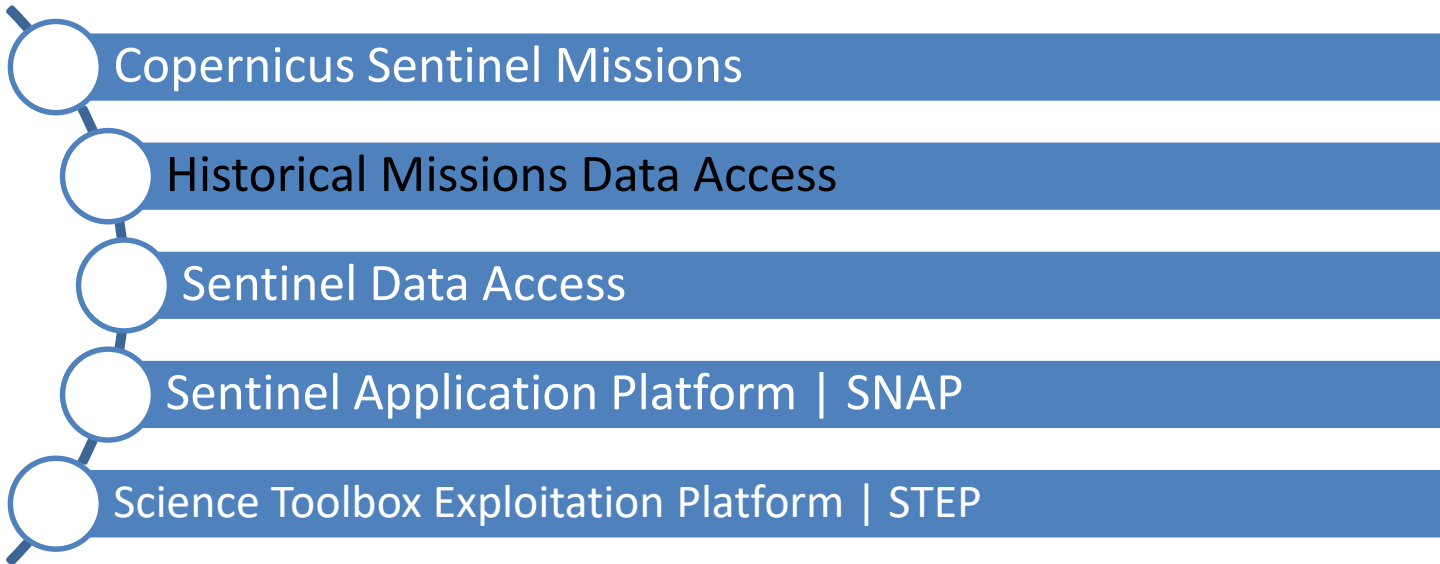 Copernicus Sentinel Missions
Historical Missions Data Access
Sentinel Data Access
Sentinel Application Platform | SNAP
Science Toolbox Exploitation Platform | STEP